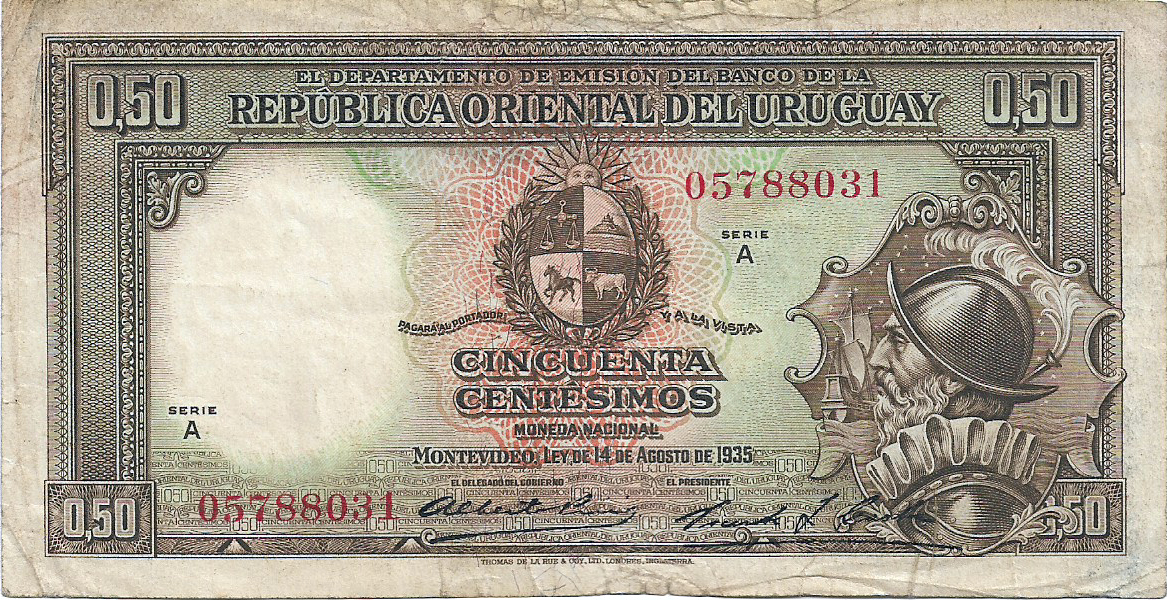 EL DEPARTAMENTO DE EMISION DEL BANCO DE LA
0,50 REPÚBLICA ORIENTAL DEL URUGUAY 0,50
05788031
SERIE
A
PAGARÁ AL PORTADOR Y A LA VISTA
CINCUENTA
CENTÉSIMOS
MONEDA NACIONAL
SERIE
A
MONTEVIDEO, LEY DE 14 DE AGOSTO DE 1935
EL DELEGADO DEL GOBIERNO EL PRESIDENTE
0,50 05788031 ,50
THOMAS DE LA RUE & COY, LTD. LONDRES, INGLATERRA.